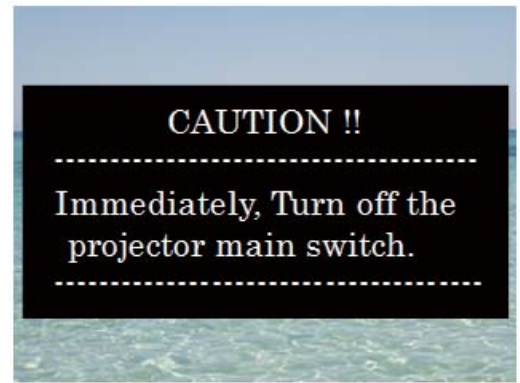 CAUTION !!
Immediately, Turn off the
projector main switch.